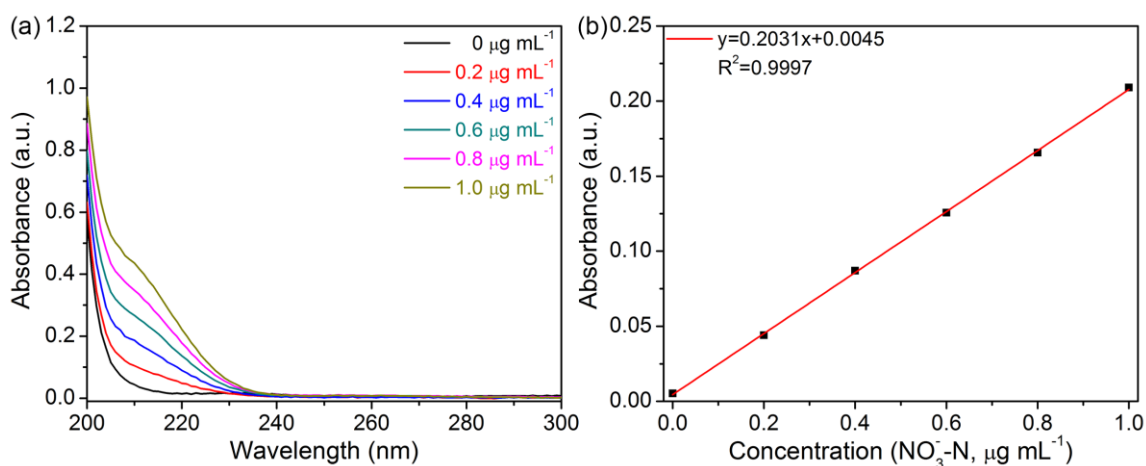 (a)
1.2
1.0
0.8
0.6
0.4
0.2
0.0
Absorbance (a.u.)
200 220 240 260 280 300
Wavelength (nm)
0 μg mL⁻¹
0.2 μg mL⁻¹
0.4 μg mL⁻¹
0.6 μg mL⁻¹
0.8 μg mL⁻¹
1.0 μg mL⁻¹
(b)
0.25
0.20
0.15
0.10
0.05
0.00
Absorbance (a.u.)
0.0 0.2 0.4 0.6 0.8 1.0
Concentration (NO₃⁻-N, μg mL⁻¹)
y=0.2031x+0.0045
R²=0.9997